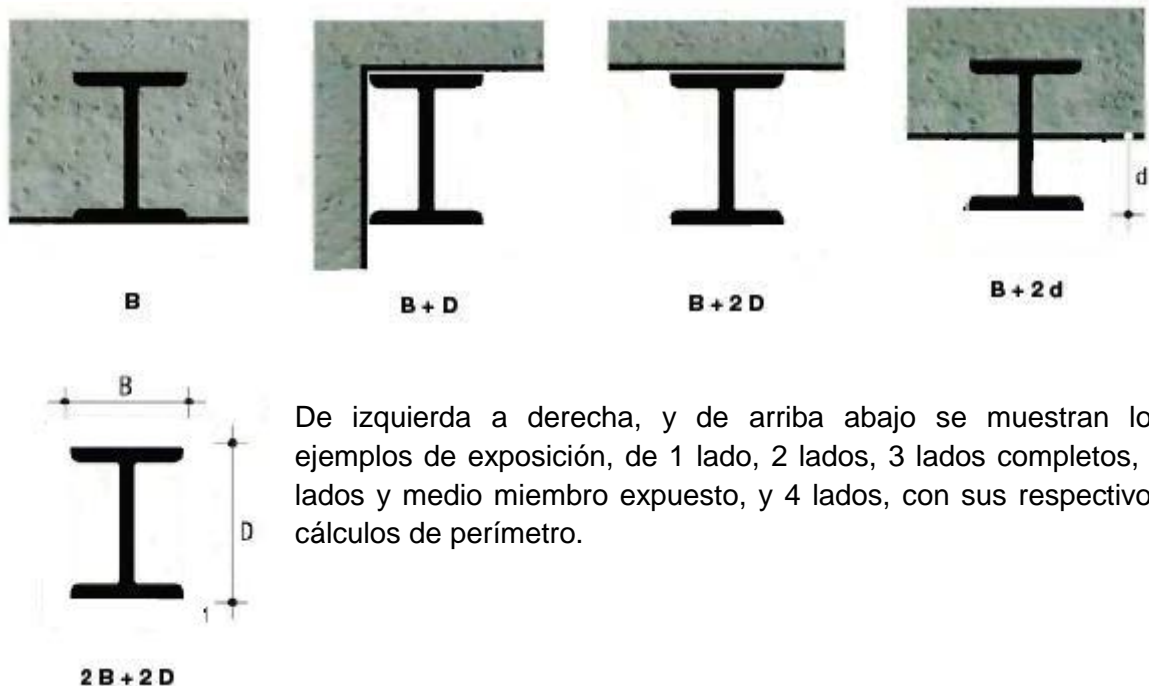 d
B
B + D
B + 2 D
B + 2 d
B
D
2 B + 2 D
De izquierda a derecha, y de arriba abajo se muestran lo
ejemplos de exposición, de 1 lado, 2 lados, 3 lados completos,
lados y medio miembro expuesto, y 4 lados, con sus respectivo
cálculos de perímetro.